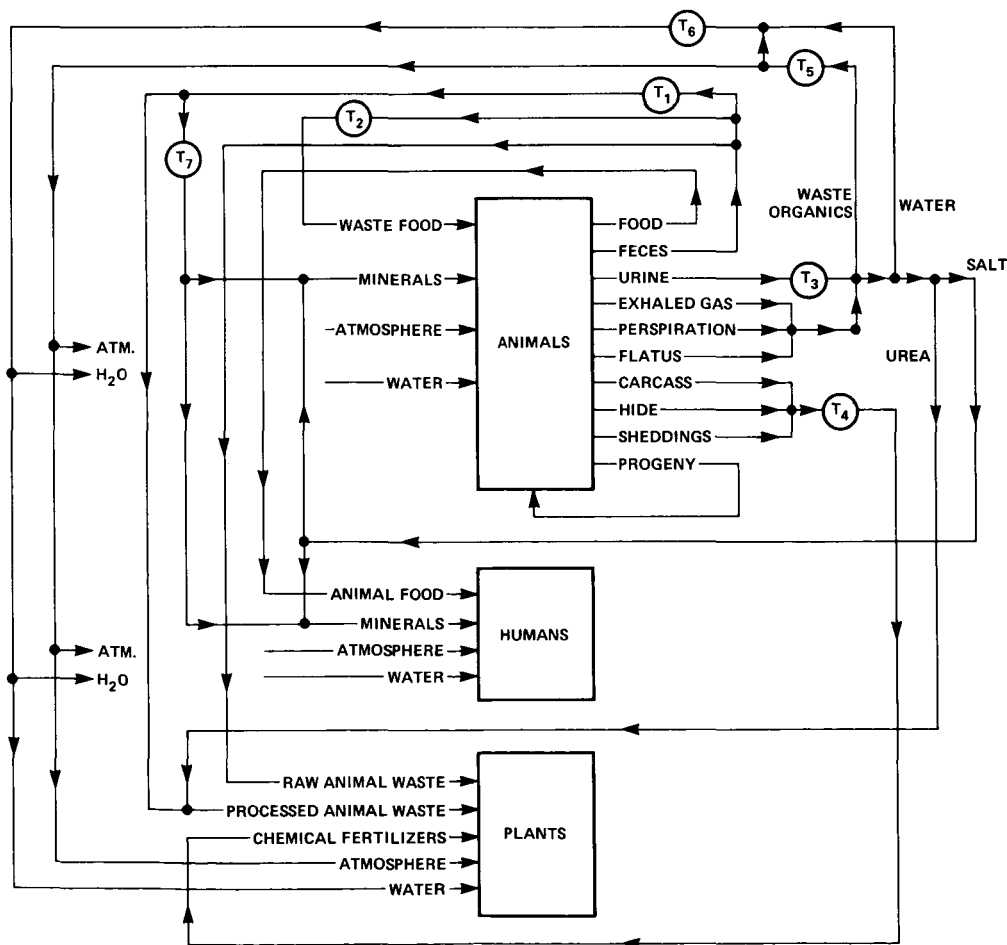 T6
T5
T1
T2
T7
WASTE
ORGANICS
WATER
SALT
UREA
WASTE FOOD
MINERALS
ATMOSPHERE
WATER
ANIMALS
FOOD
FECES
URINE
EXHALED GAS
PERSPIRATION
FLATUS
CARCASS
HIDE
SHEDDINGS
PROGENY
T3
T4
ATM.
H2O
ANIMAL FOOD
MINERALS
ATMOSPHERE
WATER
HUMANS
ATM.
H2O
RAW ANIMAL WASTE
PROCESSED ANIMAL WASTE
CHEMICAL FERTILIZERS
ATMOSPHERE
WATER
PLANTS